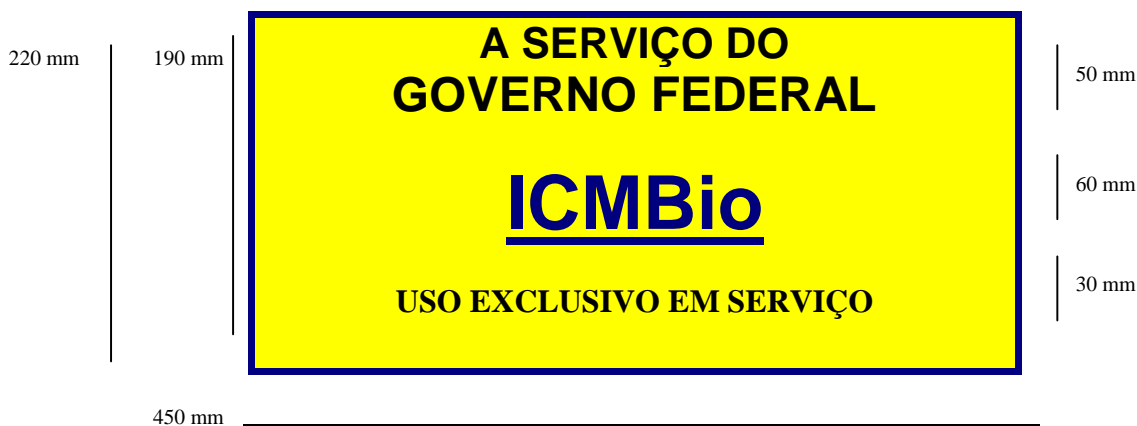 220 mm
190 mm
A SERVIÇO DO
GOVERNO FEDERAL
50 mm
ICMBio
60 mm
USO EXCLUSIVO EM SERVIÇO
30 mm
450 mm